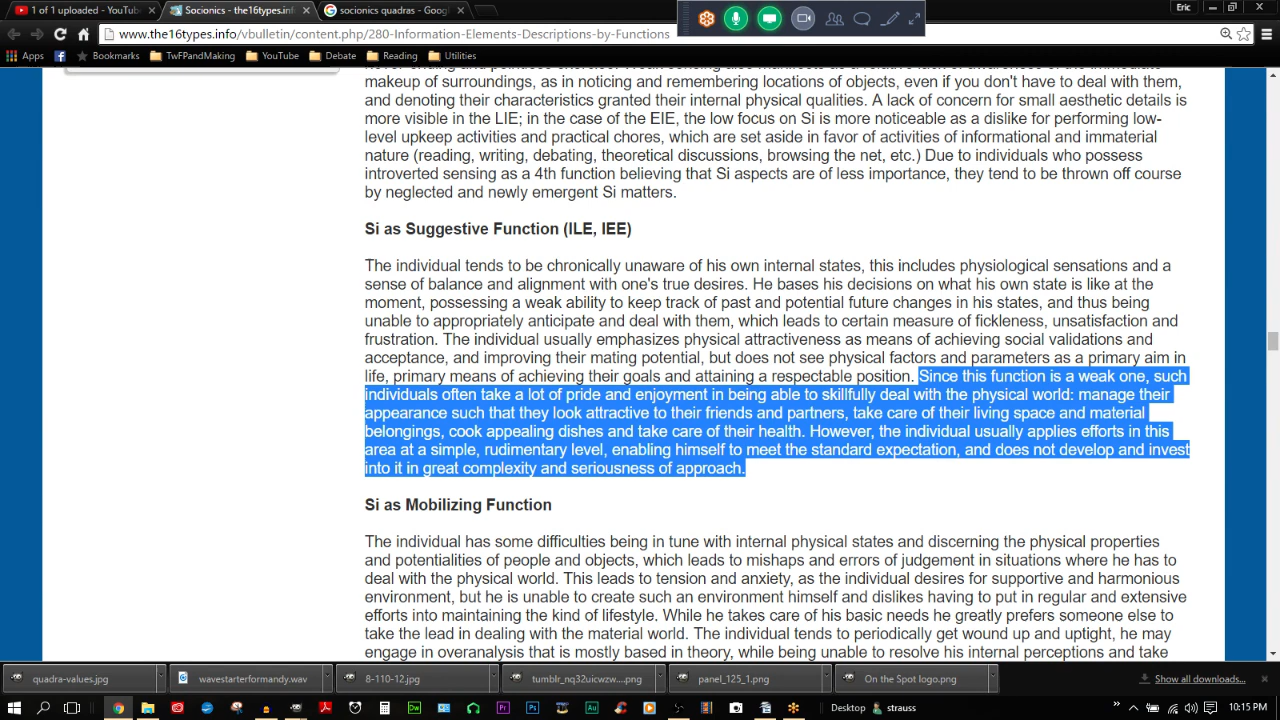 1 of 1 uploaded - YouTub
Socionics - the16types.inf
socionics quadras - Goog
Eric
www.the16types.info/vbulletin/content.php/280-Information-Elements-Descriptions-by-Functions
Apps
Bookmarks
TwFPandMaking
YouTube
Debate
Reading
Utilities
makeup of surroundings, as in noticing and remembering locations of objects, even if you don't have to deal with them,
and denoting their characteristics granted their internal physical qualities. A lack of concern for small aesthetic details is
more visible in the LIE; in the case of the EIE, the low focus on Si is more noticeable as a dislike for performing low-
level upkeep activities and practical chores, which are set aside in favor of activities of informational and immaterial
nature (reading, writing, debating, theoretical discussions, browsing the net, etc.) Due to individuals who possess
introverted sensing as a 4th function believing that Si aspects are of less importance, they tend to be thrown off course
by neglected and newly emergent Si matters.
Si as Suggestive Function (ILE, IEE)
The individual tends to be chronically unaware of his own internal states, this includes physiological sensations and a
sense of balance and alignment with one's true desires. He bases his decisions on what his own state is like at the
moment, possessing a weak ability to keep track of past and potential future changes in his states, and thus being
unable to appropriately anticipate and deal with them, which leads to certain measure of fickleness, unsatisfaction and
frustration. The individual usually emphasizes physical attractiveness as means of achieving social validations and
acceptance, and improving their mating potential, but does not see physical factors and parameters as a primary aim in
life, primary means of achieving their goals and attaining a respectable position. Since this function is a weak one, such
individuals often take a lot of pride and enjoyment in being able to skillfully deal with the physical world: manage their
appearance such that they look attractive to their friends and partners, take care of their living space and material
belongings, cook appealing dishes and take care of their health. However, the individual usually applies efforts in this
area at a simple, rudimentary level, enabling himself to meet the standard expectation, and does not develop and invest
into it in great complexity and seriousness of approach.
Si as Mobilizing Function
The individual has some difficulties being in tune with internal physical states and discerning the physical properties
and potentialities of people and objects, which leads to mishaps and errors of judgement in situations where he has to
deal with the physical world. This leads to tension and anxiety, as the individual desires for supportive and harmonious
environment, but he is unable to create such an environment himself and dislikes having to put in regular and extensive
efforts into maintaining the kind of lifestyle. While he takes care of his basic needs he greatly prefers someone else to
take the lead in dealing with the material world. The individual tends to periodically get wound up and uptight, he may
engage in overanalysis that is mostly based in theory, while being unable to resolve his internal perceptions and take
quadra-values.jpg
wavestarterformandy.wav
8-110-12.jpg
tumblr_nq32uicwzw....png
panel_125_1.png
On the Spot logo.png
Show all downloads...
Desktop
strauss
10:15 PM